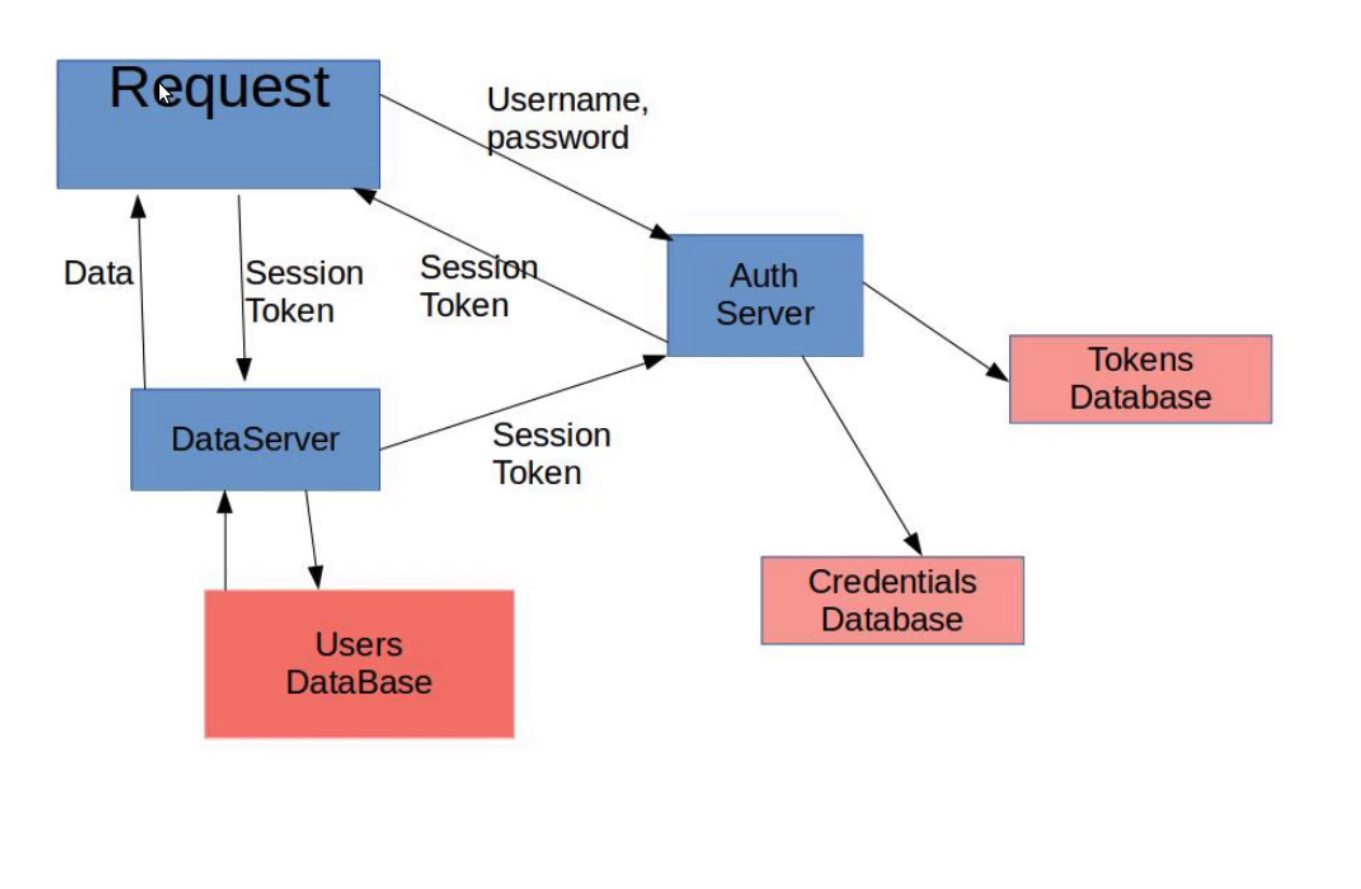 Request
Username,
password
Data
Session
Token
Session
Token
Auth
Server
Tokens
Database
DataServer
Session
Token
Credentials
Database
Users
DataBase